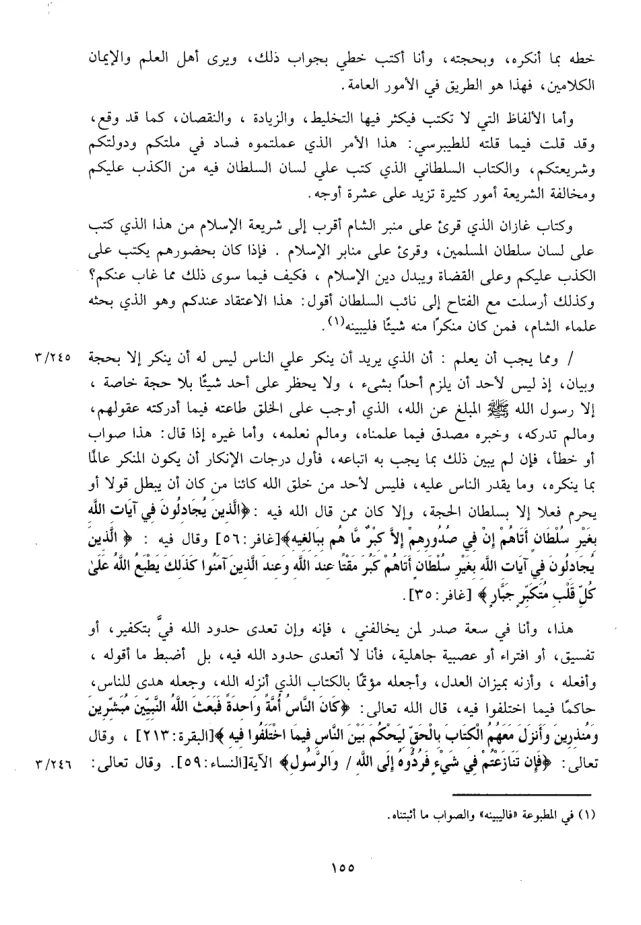 خطه بما أنكره، وبحجته، وأنا أكتب خطي بجواب ذلك، ويرى أهل العلم والإيمان
الكلامين، فهذا هو الطريق في الأمور العامة.
وأما الألفاظ التي لا تكتب فيكثر فيها التخليط، والزيادة ، والنقصان، كما قد وقع،
وقد قلت فيما قلته للطيبرسي: هذا الأمر الذي عملتموه فساد في ملتكم ودولتكم
وشريعتكم، والكتاب السلطاني الذي كتب علي لسان السلطان فيه من الكذب عليكم
ومخالفة الشريعة أمور كثيرة تزيد على عشرة أوجه.
وكتاب غازان الذي قرئ على منبر الشام أقرب إلى شريعة الإسلام من هذا الذي كتب
على لسان سلطان المسلمين، وقرئ على منابر الإسلام . فإذا كان بحضورهم يكتب على
الكذب عليكم وعلى القضاة ويبدل دين الإسلام ، فكيف فيما سوى ذلك مما غاب عنكم؟
وكذلك أرسلت مع الفتاح إلى نائب السلطان أقول: هذا الاعتقاد عندكم وهو الذي بحثه
علماء الشام، فمن كان منكرًا منه شيئًا فليبينه(١).
/ ومما يجب أن يعلم : أن الذي يريد أن ينكر علي الناس ليس له أن ينكر إلا بحجة ٣/٢٤٥
وبيان، إذ ليس لأحد أن يلزم أحدًا بشىء ، ولا يحظر على أحد شيئًا بلا حجة خاصة ،
إلا رسول الله ﷺ المبلغ عن الله، الذي أوجب على الخلق طاعته فيما أدركته عقولهم،
ومالم تدركه، وخبره مصدق فيما علمناه، ومالم نعلمه، وأما غيره إذا قال: هذا صواب
أو خطأ، فإن لم يبين ذلك بما يجب به اتباعه، فأول درجات الإنكار أن يكون المنكر عالمًا
بما ينكره، وما يقدر الناس عليه، فليس لأحد من خلق الله كائنا من كان أن يبطل قولا أو
يحرم فعلا إلا بسلطان الحجة، وإلا كان ممن قال الله فيه : ﴿الَّذِينَ يُجَادِلُونَ فِي آيَاتِ اللَّه
بِغَيْرِ سُلْطَانٍ أَتَاهُمْ إِن فِي صُدُورِهِمْ إِلاَّ كِبْرٌ مَّا هُم بِبَالِغِيهِ﴾[غافر:٥٦] وقال فيه : ﴿ الَّذِينَ
يُجَادِلُونَ فِي آيَاتِ اللَّهِ بِغَيْرِ سُلْطَانٍ أَتَاهُمْ كَبُرَ مَقْتًا عِندَ اللَّهِ وَعِندَ الَّذِينَ آمَنُوا كَذَلِكَ يَطْبَعُ اللَّهُ عَلَىٰ
كُلِّ قَلْبِ مُتَكَبِّرٍ جَبَّارٍ﴾ [غافر:٣٥].
هذا، وأنا في سعة صدر لمن يخالفني ، فإنه وإن تعدى حدود الله فيَّ بتكفير، أو
تفسيق، أو افتراء أو عصبية جاهلية، فأنا لا أتعدى حدود الله فيه، بل أضبط ما أقوله ،
وأفعله ، وأزنه بميزان العدل، وأجعله مؤتمًا بالكتاب الذي أنزله الله، وجعله هدى للناس،
حاكمًا فيما اختلفوا فيه، قال الله تعالى: ﴿كَانَ النَّاسُ أُمَّةً وَاحِدَةً فَبَعَثَ اللَّهُ النَّبِيِّينَ مُبَشِّرِينَ
وَمُنذِرِينَ وَأَنزَلَ مَعَهُمُ الْكِتَابَ بِالْحَقِّ لِيَحْكُمَ بَيْنَ النَّاسِ فِيمَا اخْتَلَفُوا فِيهِ ﴾[البقرة:٢١٣] ، وقال
تعالى: ﴿فَإِن تَنَازَعْتُمْ فِي شَيْءٍ فَرُدُّوهُ إِلَى اللَّهِ / وَالرَّسُولِ﴾ الآية[النساء:٥٩]. وقال تعالى: ٣/٢٤٦
(١) في المطبوعة «فاليبينه» والصواب ما أثبتناه.
١٥٥